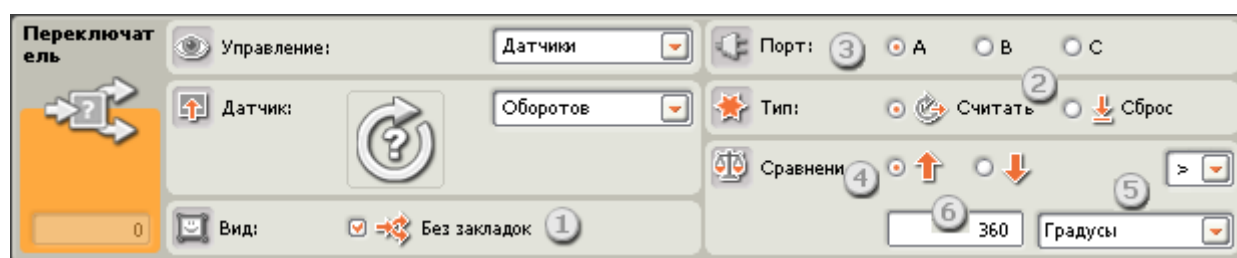 Переключат
ель
0
Управление:
Датчики
Датчик:
Оборотов
Вид:
Без закладок
1
Порт:
3
A
B
C
Тип:
Считать
2
Сброс
Сравнени
4
>
5
6
360
Градусы